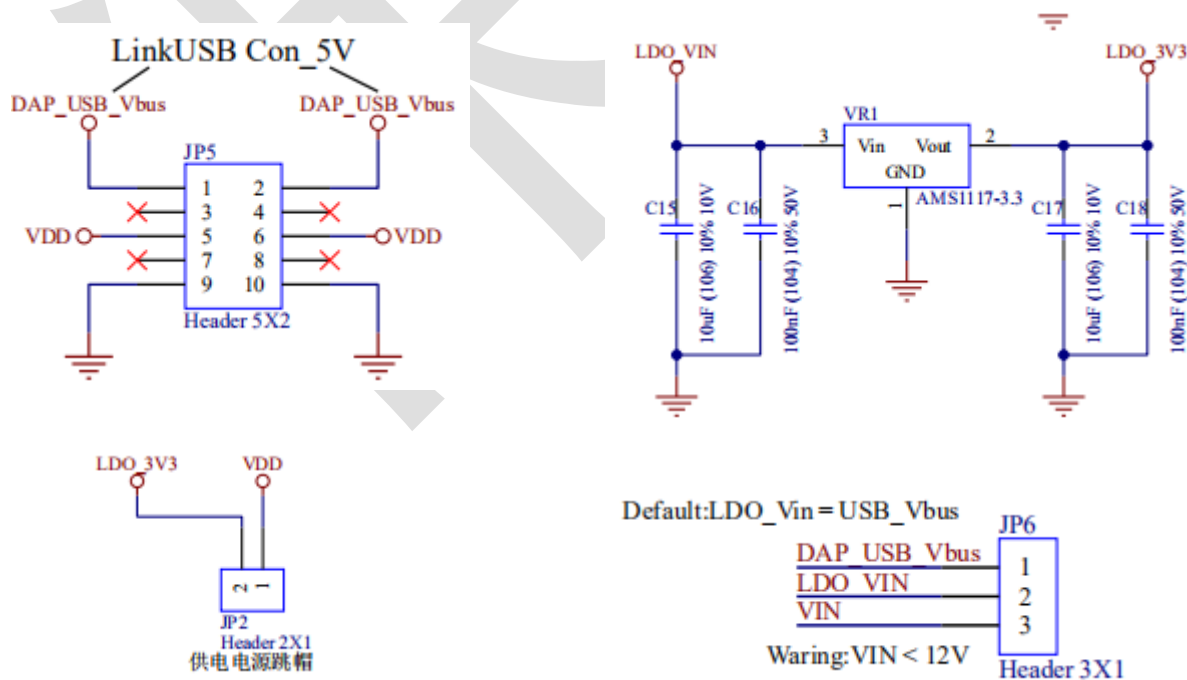 LinkUSB Con_5V
DAP_USB_Vbus
DAP_USB_Vbus
JP5
1 2
3 4
VDD 5 6 VDD
7 8
9 10
Header 5X2
LDO_VIN
LDO_3V3
VR1
3 Vin Vout 2
GND
1
AMS1117-3.3
C15
10uF (106) 10% 10V
C16
100nF (104) 10% 50V
C17
10uF (106) 10% 10V
C18
100nF (104) 10% 50V
LDO_3V3
VDD
2 1
JP2
Header 2X1
供电电源跳帽
Default:LDO_Vin=USB_Vbus
JP6
DAP_USB_Vbus 1
LDO_VIN 2
VIN 3
Waring:VIN < 12V
Header 3X1